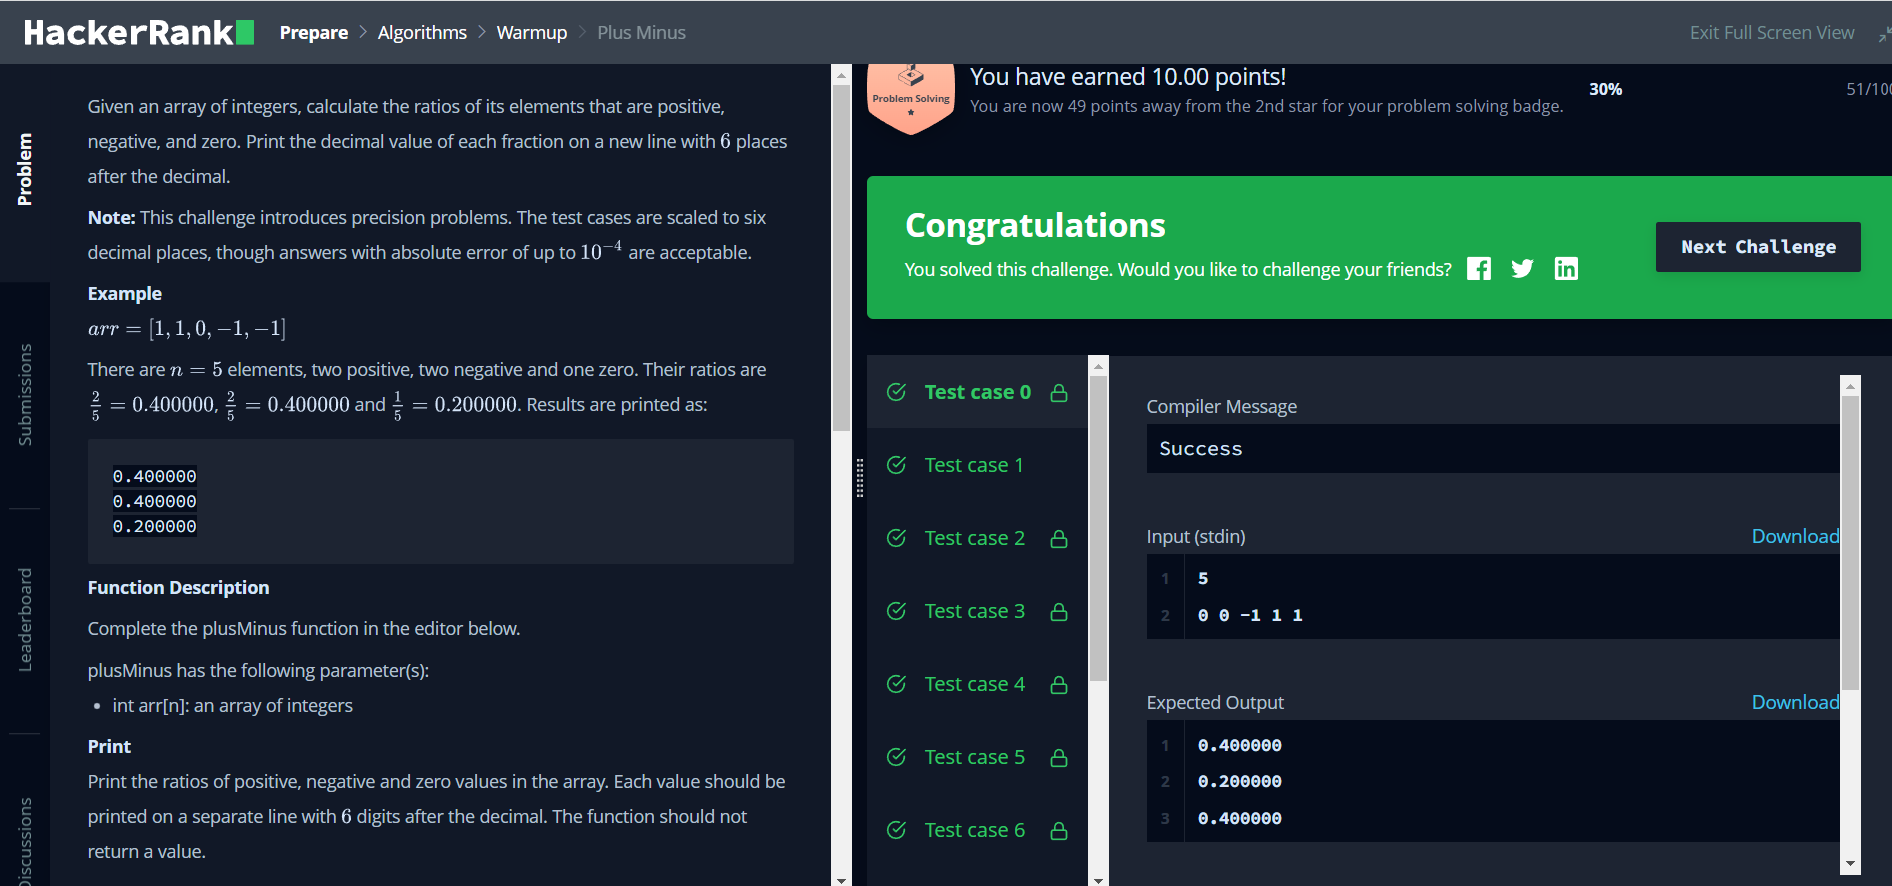 HackerRank
Prepare > Algorithms > Warmup > Plus Minus
Exit Full Screen View
Problem
Submissions
Leaderboard
Discussions
Given an array of integers, calculate the ratios of its elements that are positive,
negative, and zero. Print the decimal value of each fraction on a new line with 6 places
after the decimal.
Note: This challenge introduces precision problems. The test cases are scaled to six
decimal places, though answers with absolute error of up to 10⁻⁴ are acceptable.
Example
arr = [1, 1, 0, −1, −1]
There are n = 5 elements, two positive, two negative and one zero. Their ratios are
2/5 = 0.400000, 2/5 = 0.400000 and 1/5 = 0.200000. Results are printed as:
0.400000
0.400000
0.200000
Function Description
Complete the plusMinus function in the editor below.
plusMinus has the following parameter(s):
• int arr[n]: an array of integers
Print
Print the ratios of positive, negative and zero values in the array. Each value should be
printed on a separate line with 6 digits after the decimal. The function should not
return a value.
Problem Solving
You have earned 10.00 points!
You are now 49 points away from the 2nd star for your problem solving badge.
30%
51/100
Congratulations
You solved this challenge. Would you like to challenge your friends?
Next Challenge
Test case 0
Test case 1
Test case 2
Test case 3
Test case 4
Test case 5
Test case 6
Compiler Message
Success
Input (stdin)
Download
1 5
2 0 0 -1 1 1
Expected Output
Download
1 0.400000
2 0.200000
3 0.400000